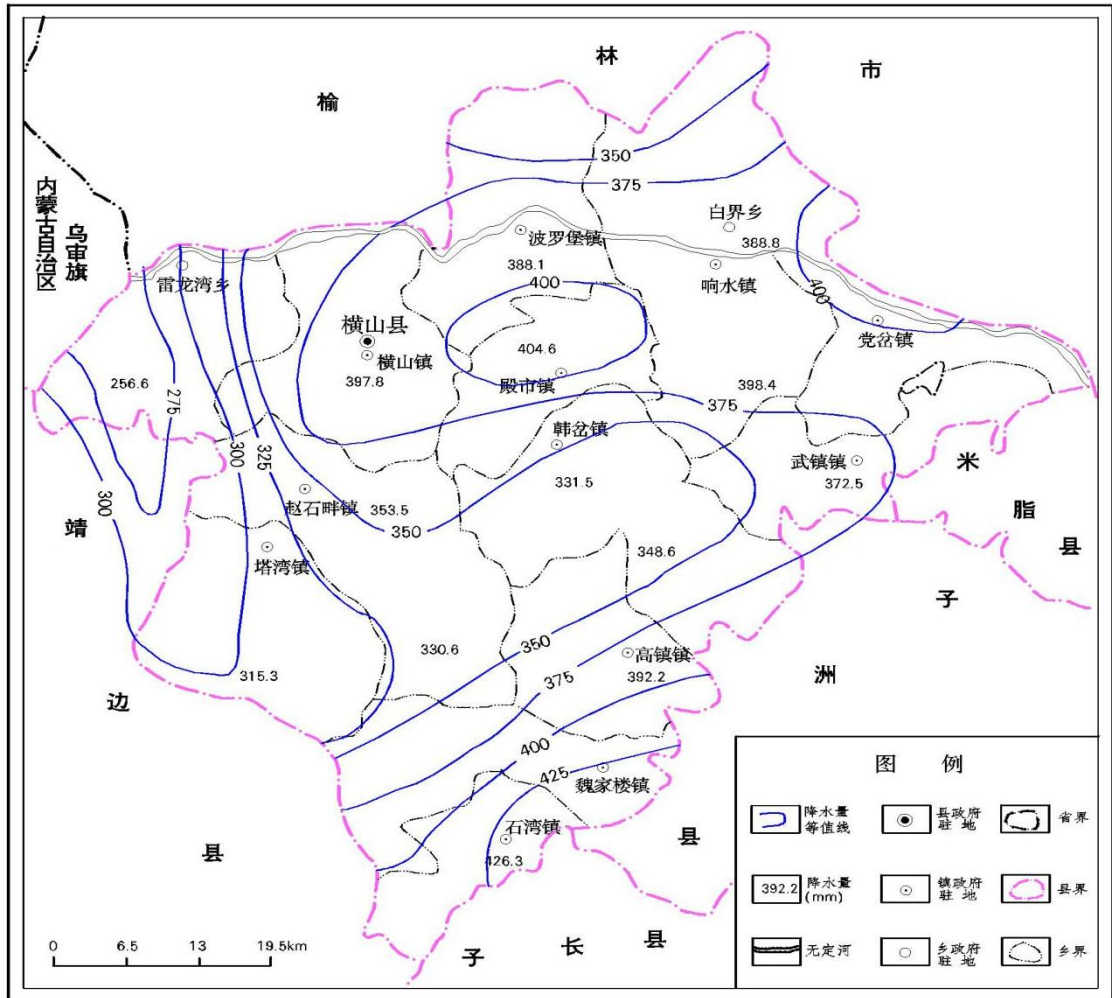 林
市
榆
350
375
内蒙古自治区
乌审旗
白界乡
波罗堡镇
388.8
388.1
雷龙湾乡
响水镇
400
400
横山县
党岔镇
横山镇
404.6
256.6
275
397.8
殿市镇
398.4
375
300
325
韩岔镇
米
武镇镇
372.5
331.5
300
赵石畔镇
353.5
350
脂
靖
348.6
县
塔湾镇
子
350
330.6
高镇镇
315.3
375
392.2
洲
边
400
425
魏家楼镇
石湾镇
426.3
县
县
子
长
县
0 6.5 13 19.5km
图 例
降水量
等值线
县政府
驻 地
省界
392.2
降水量
(mm)
镇政府
驻 地
县界
无定河
乡政府
驻 地
乡界